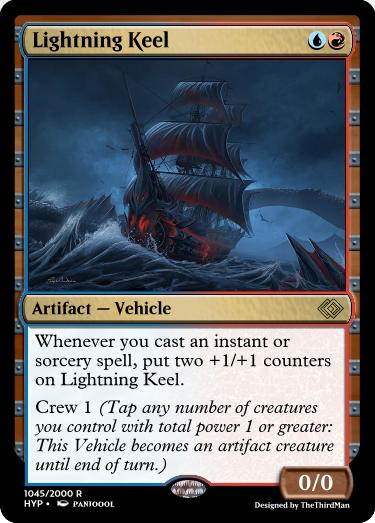 Lightning Keel
Artifact — Vehicle
Whenever you cast an instant or
sorcery spell, put two +1/+1 counters
on Lightning Keel.
Crew 1 (Tap any number of creatures
you control with total power 1 or greater:
This Vehicle becomes an artifact creature
until end of turn.)
0/0
1045/2000 R
HYP • PANTOOOL
Designed by TheThirdMan